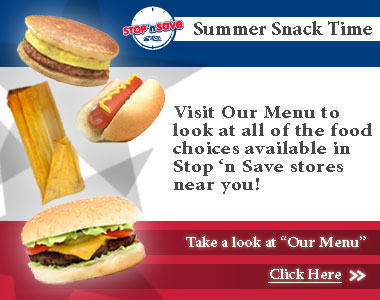 STOP 'n SAVE
Summer Snack Time
Visit Our Menu to
look at all of the food
choices available in
Stop ‘n Save stores
near you!
Take a look at “Our Menu”
Click Here »